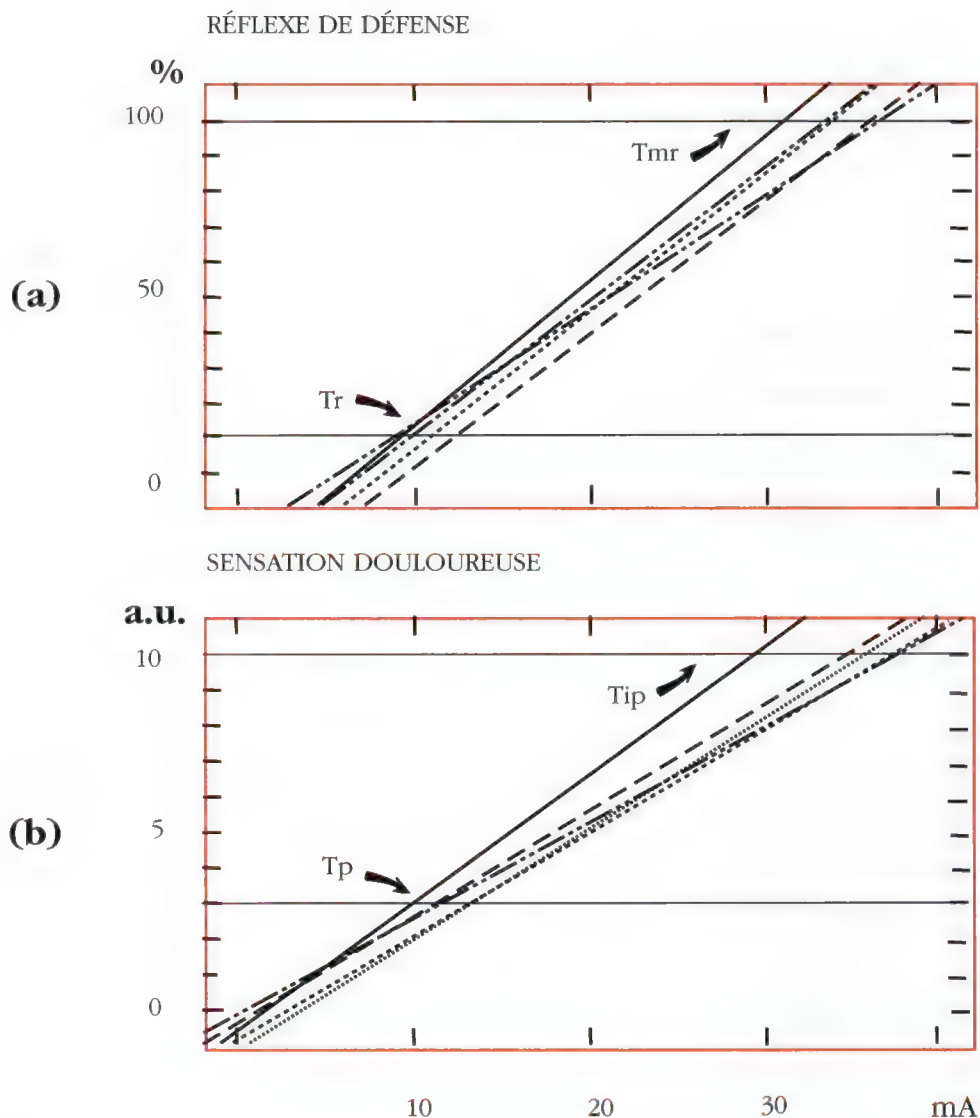 RÉFLEXE DE DÉFENSE
%
100
Tmr
50
(a)
Tr
0
SENSATION DOULOUREUSE
a.u.
10
Tip
5
(b)
Tp
0
10 20 30 mA